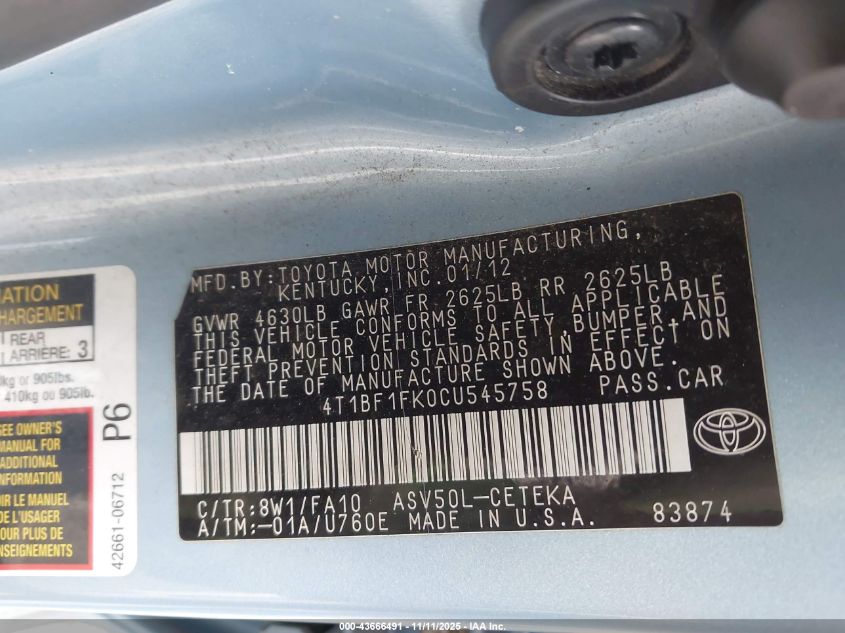 MFD.BY:TOYOTA MOTOR MANUFACTURING,
KENTUCKY, INC.01/12
GVWR 4630LB GAWR FR 2625LB RR 2625LB
THIS VEHICLE CONFORMS TO ALL APPLICABLE
FEDERAL MOTOR VEHICLE SAFETY,BUMPER,AND
THEFT PREVENTION STANDARDS IN EFFECT ON
THE DATE OF MANUFACTURE SHOWN ABOVE.
4T1BF1FK0CU545758 PASS.CAR
C/TR:8W1/FA10 ASV50L-CETEKA
A/TM:-01A/U760E MADE IN U.S.A. 83874
MATION
HARGEMENT
REAR
ARRIÈRE: 3
kg or 905lbs.
410kg ou 905lb.
SEE OWNER'S
MANUAL FOR
ADDITIONAL
INFORMATION
LE MANUEL
DE L'USAGER
POUR PLUS DE
RENSEIGNEMENTS
P6
42661-06712
000-43666491 - 11/11/2025 - IAA Inc.